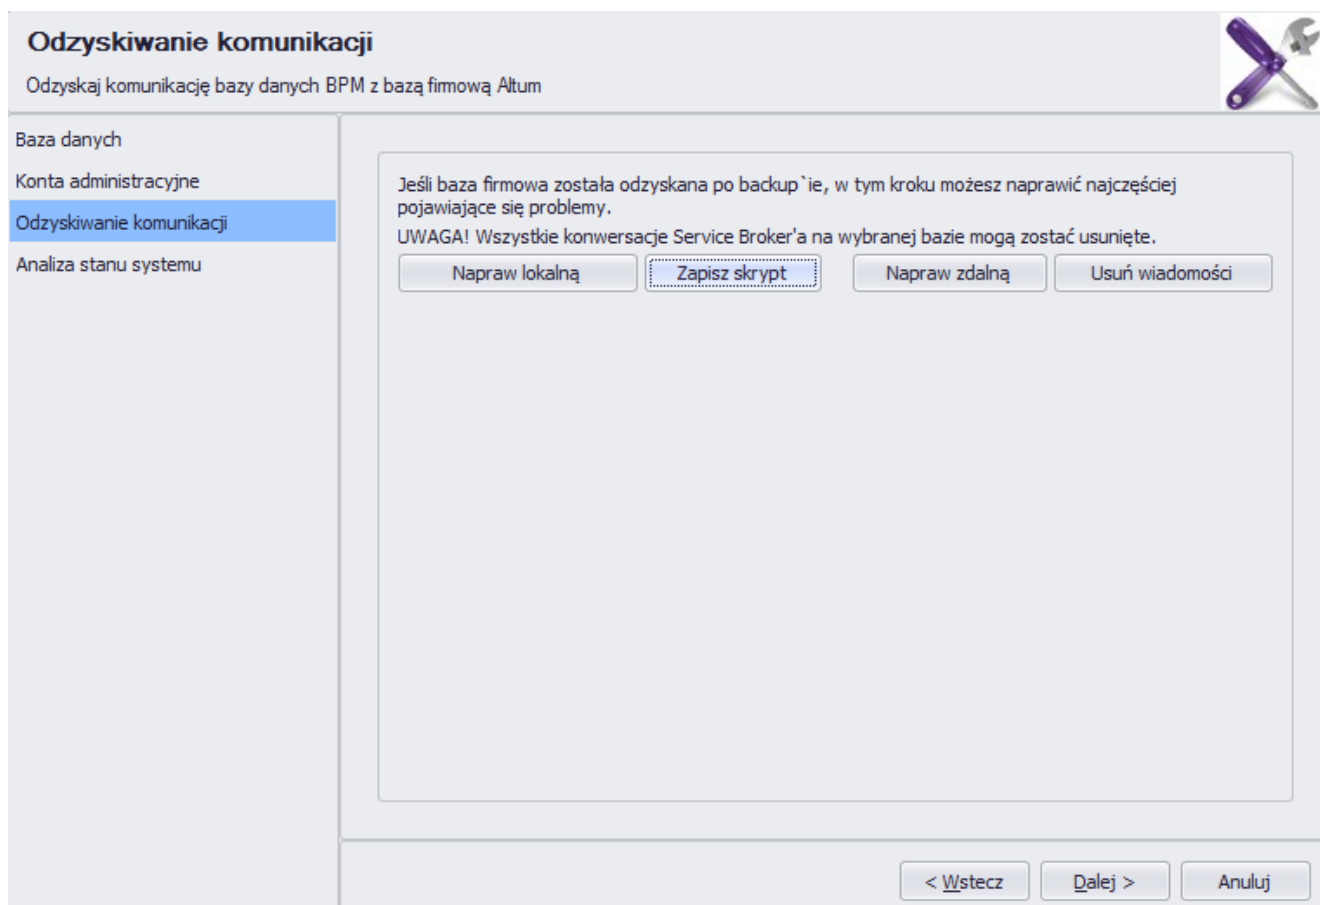 Odzyskiwanie komunikacji
Odzyskaj komunikację bazy danych BPM z bazą firmową Altum
Baza danych
Konta administracyjne
Odzyskiwanie komunikacji
Analiza stanu systemu
Jeśli baza firmowa została odzyskana po backup`ie, w tym kroku możesz naprawić najczęściej
pojawiające się problemy.
UWAGA! Wszystkie konwersacje Service Broker'a na wybranej bazie mogą zostać usunięte.
Napraw lokalną Zapisz skrypt Napraw zdalną Usuń wiadomości
< Wstecz Dalej > Anuluj